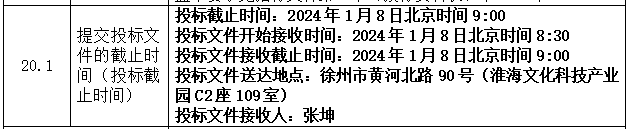 20.1
提交投标文
件的截止时
间（投标截
止时间）
投标截止时间：2024 年 1 月 8 日北京时间 9:00
投标文件开始接收时间：2024 年 1 月 8 日北京时间 8:30
投标文件接收截止时间：2024 年 1 月 8 日北京时间 9:00
投标文件送达地点：徐州市黄河北路 90 号（淮海文化科技产业
园 C2 座 109 室）
投标文件接收人：张坤